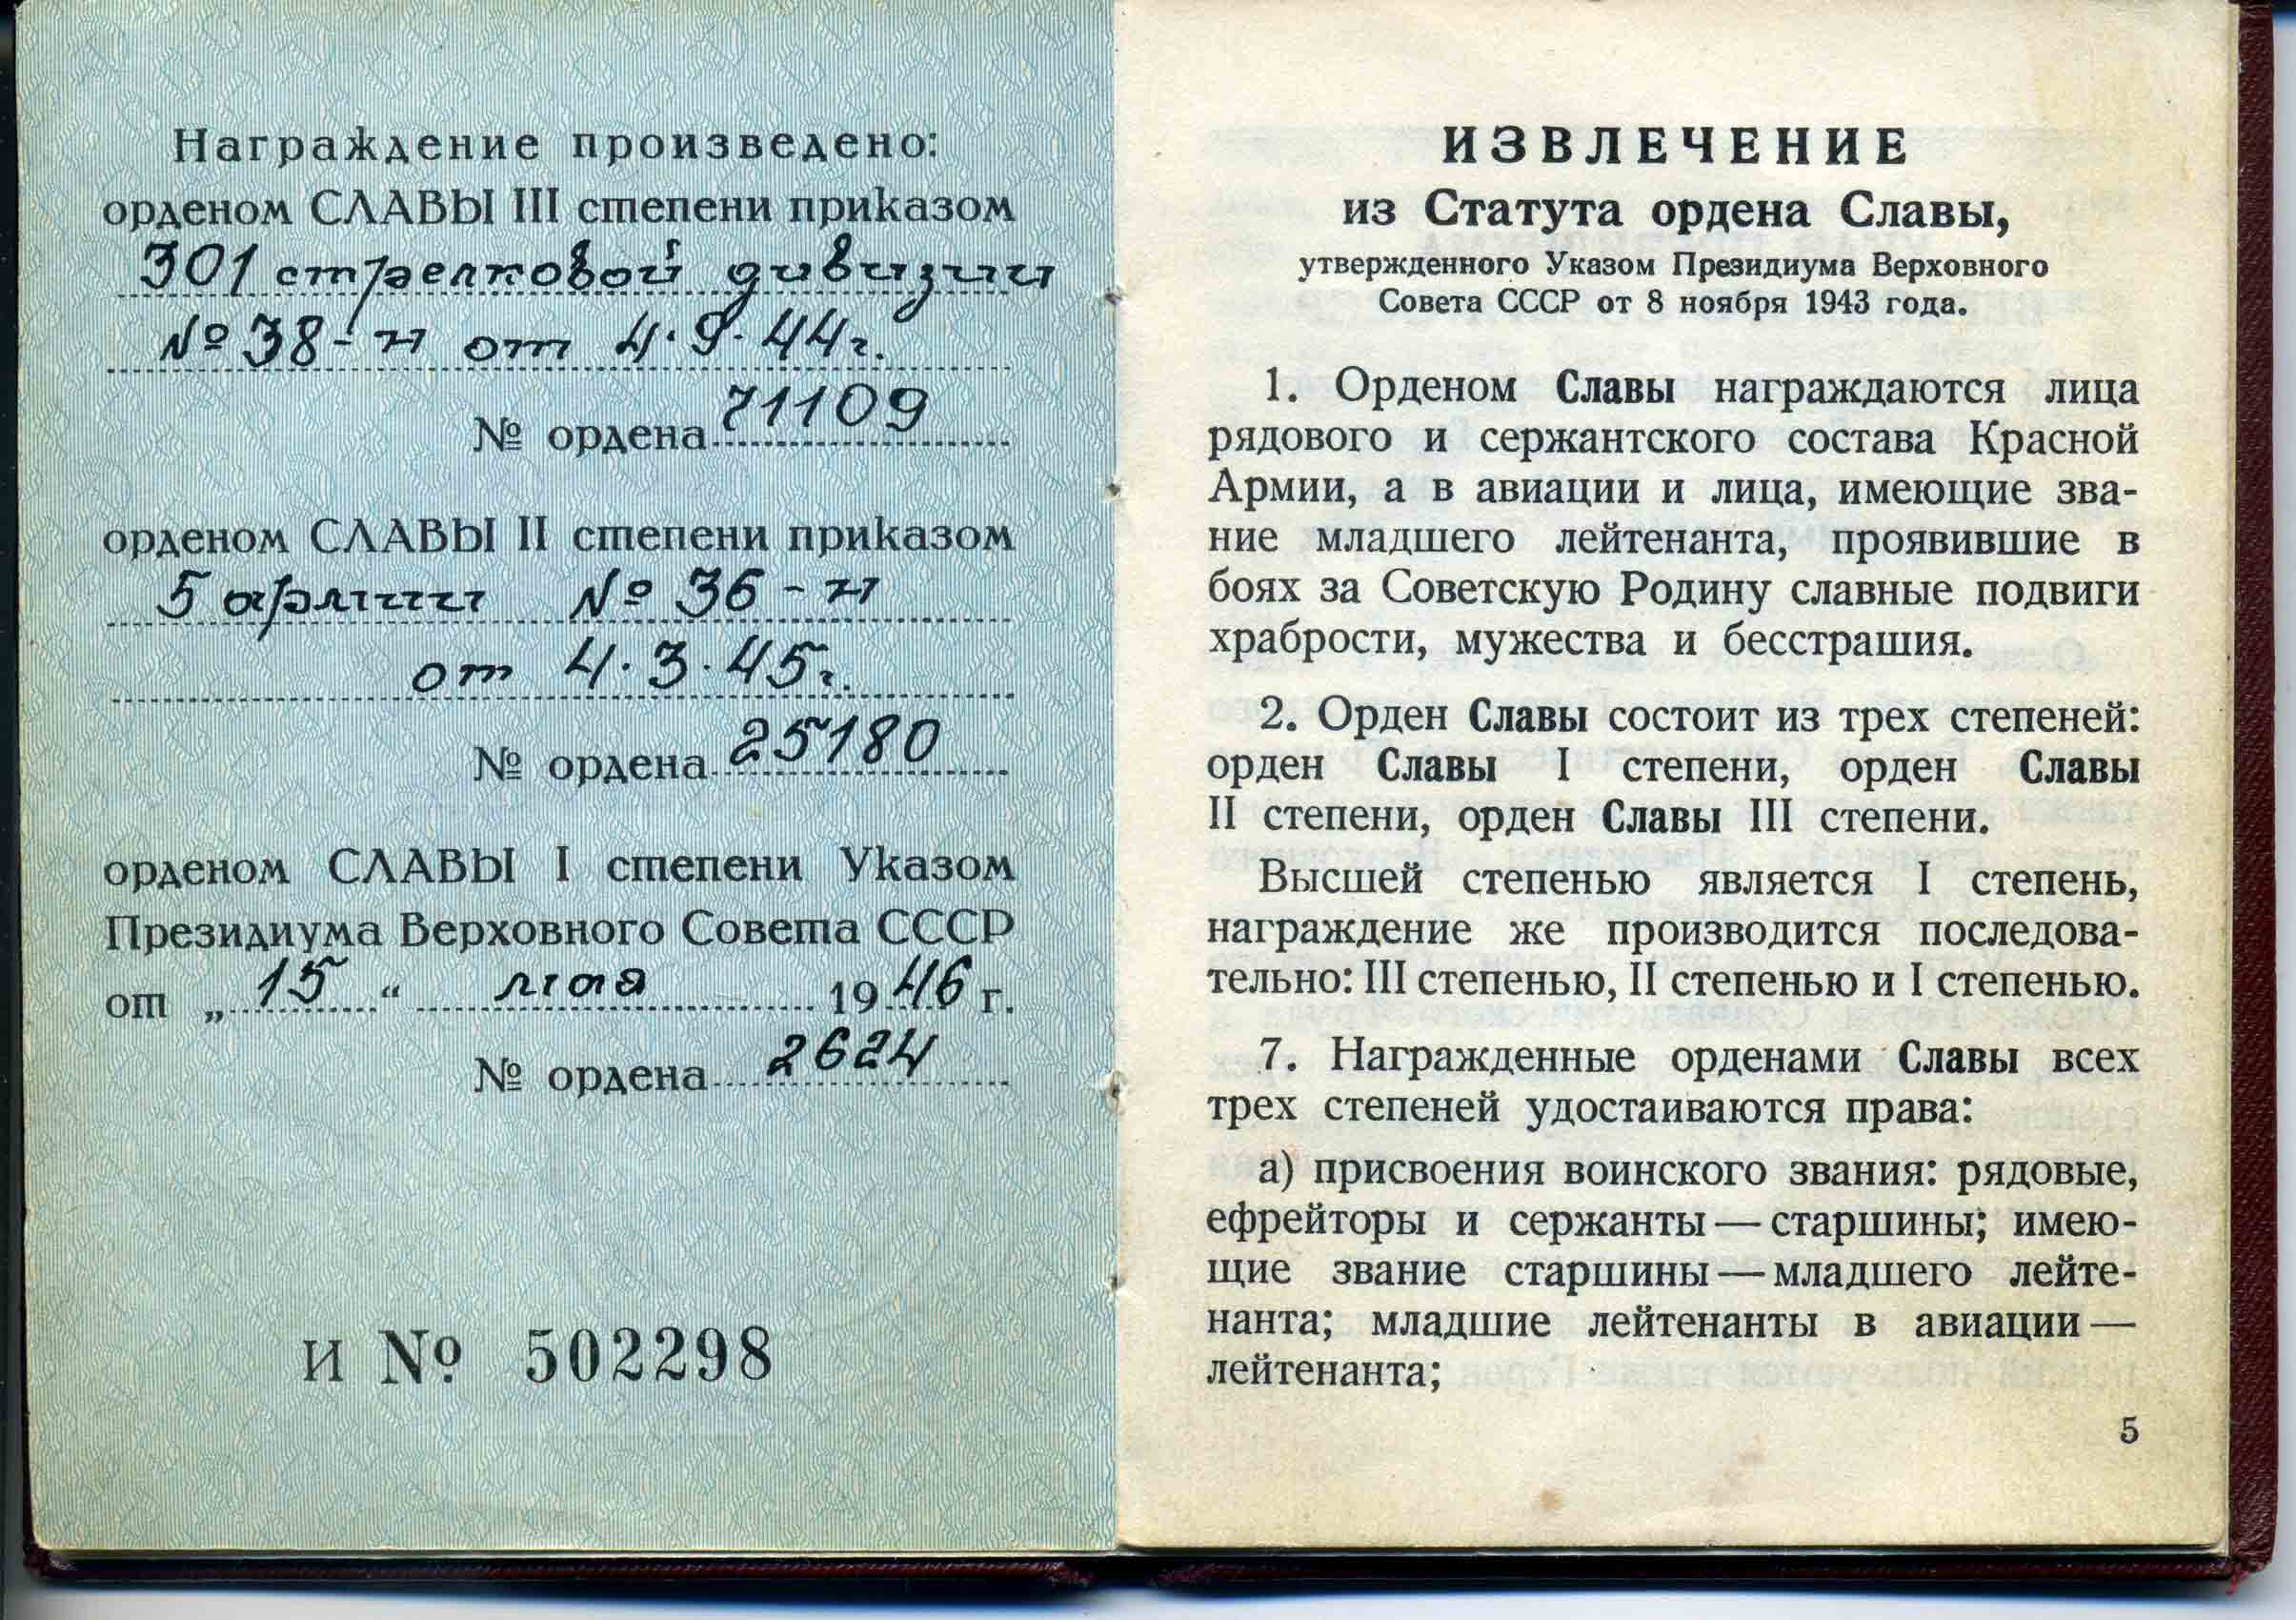 Награждение произведено:
орденом СЛАВЫ III степени приказом
301 стрелковой дивизии
№ 38-н от 4.9.44г.
№ ордена 71109
орденом СЛАВЫ II степени приказом
5 армии № 36-н
от 4.3.45г.
№ ордена 25180
орденом СЛАВЫ I степени Указом
Президиума Верховного Совета СССР
от „15“ мая 1946 г.
№ ордена 2624
И № 502298
ИЗВЛЕЧЕНИЕ
из Статута ордена Славы,
утвержденного Указом Президиума Верховного
Совета СССР от 8 ноября 1943 года.
1. Орденом Славы награждаются лица
рядового и сержантского состава Красной
Армии, а в авиации и лица, имеющие зва-
ние младшего лейтенанта, проявившие в
боях за Советскую Родину славные подвиги
храбрости, мужества и бесстрашия.
2. Орден Славы состоит из трех степеней:
орден Славы I степени, орден Славы
II степени, орден Славы III степени.
Высшей степенью является I степень,
награждение же производится последова-
тельно: III степенью, II степенью и I степенью.
7. Награжденные орденами Славы всех
трех степеней удостаиваются права:
а) присвоения воинского звания: рядовые,
ефрейторы и сержанты — старшины; имею-
щие звание старшины — младшего лейте-
нанта; младшие лейтенанты в авиации —
лейтенанта;
5